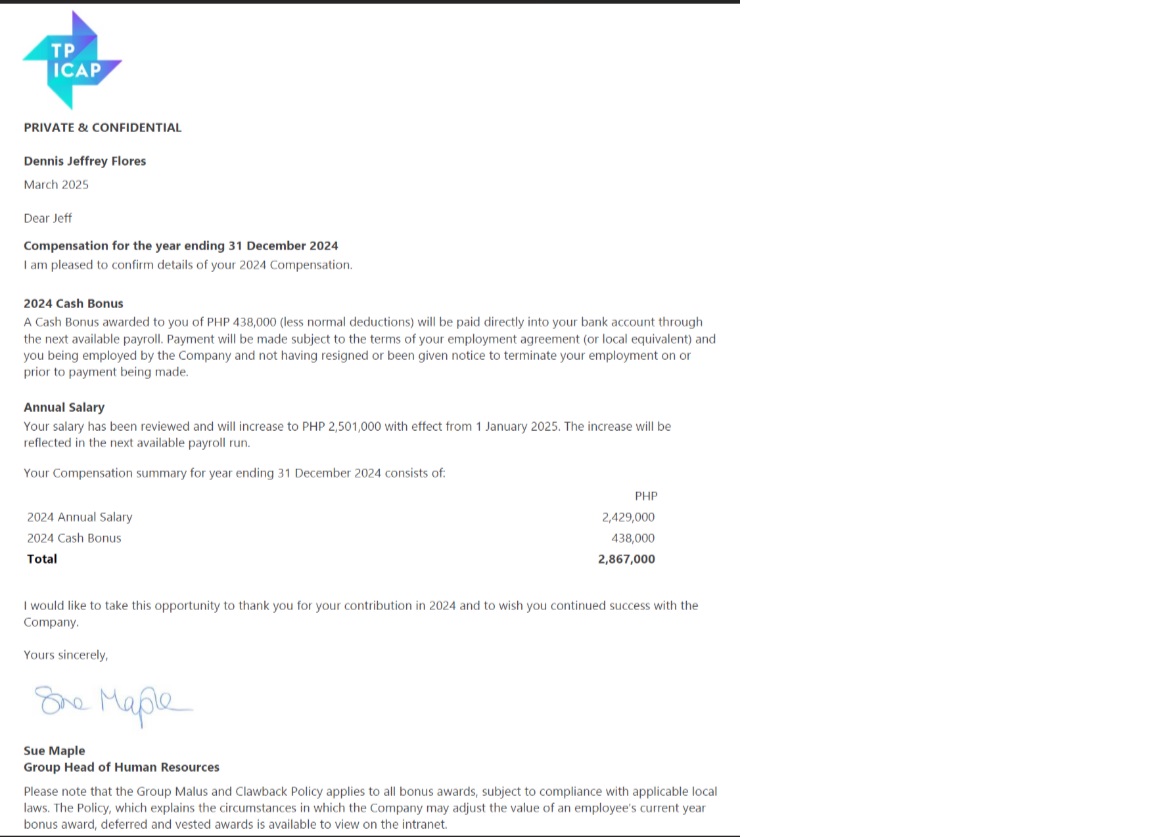 TP
ICAP
PRIVATE & CONFIDENTIAL
Dennis Jeffrey Flores
March 2025
Dear Jeff
Compensation for the year ending 31 December 2024
I am pleased to confirm details of your 2024 Compensation.
2024 Cash Bonus
A Cash Bonus awarded to you of PHP 438,000 (less normal deductions) will be paid directly into your bank account through
the next available payroll. Payment will be made subject to the terms of your employment agreement (or local equivalent) and
you being employed by the Company and not having resigned or been given notice to terminate your employment on or
prior to payment being made.
Annual Salary
Your salary has been reviewed and will increase to PHP 2,501,000 with effect from 1 January 2025. The increase will be
reflected in the next available payroll run.
Your Compensation summary for year ending 31 December 2024 consists of:
PHP
2024 Annual Salary 2,429,000
2024 Cash Bonus 438,000
Total 2,867,000
I would like to take this opportunity to thank you for your contribution in 2024 and to wish you continued success with the
Company.
Yours sincerely,
Sue Maple
Sue Maple
Group Head of Human Resources
Please note that the Group Malus and Clawback Policy applies to all bonus awards, subject to compliance with applicable local
laws. The Policy, which explains the circumstances in which the Company may adjust the value of an employee's current year
bonus award, deferred and vested awards is available to view on the intranet.